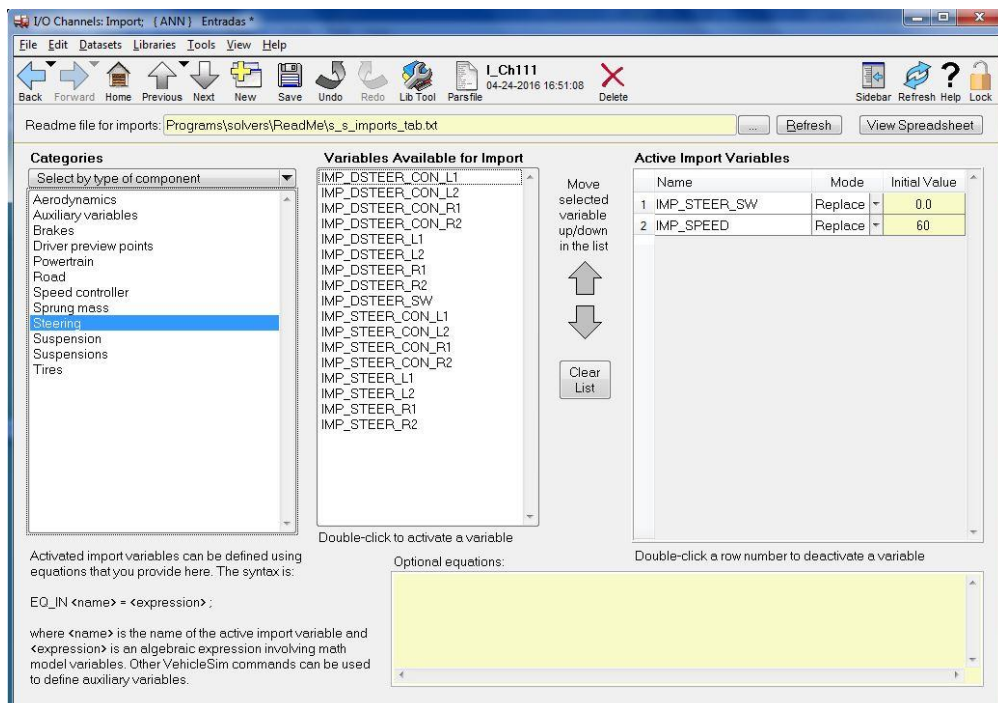 I/O Channels: Import; { ANN } Entradas *
File Edit Datasets Libraries Tools View Help
Back Forward Home Previous Next New Save Undo Redo Lib Tool Parsfile
I_Ch111
04-24-2016 16:51:08
Delete Sidebar Refresh Help Lock
Readme file for imports: Programs\solvers\ReadMe\s_s_imports_tab.txt ... Refresh View Spreadsheet
Categories
Select by type of component
Aerodynamics
Auxiliary variables
Brakes
Driver preview points
Powertrain
Road
Speed controller
Sprung mass
Steering
Suspension
Suspensions
Tires
Variables Available for Import
IMP_DSTEER_CON_L1
IMP_DSTEER_CON_L2
IMP_DSTEER_CON_R1
IMP_DSTEER_CON_R2
IMP_DSTEER_L1
IMP_DSTEER_L2
IMP_DSTEER_R1
IMP_DSTEER_R2
IMP_DSTEER_SW
IMP_STEER_CON_L1
IMP_STEER_CON_L2
IMP_STEER_CON_R1
IMP_STEER_CON_R2
IMP_STEER_L1
IMP_STEER_L2
IMP_STEER_R1
IMP_STEER_R2
Double-click to activate a variable
Move
selected
variable
up/down
in the list
Clear
List
Active Import Variables
Name Mode Initial Value
1 IMP_STEER_SW Replace 0.0
2 IMP_SPEED Replace 60
Double-click a row number to deactivate a variable
Activated import variables can be defined using
equations that you provide here. The syntax is:
EQ_IN <name> = <expression> ;
where <name> is the name of the active import variable and
<expression> is an algebraic expression involving math
model variables. Other VehicleSim commands can be used
to define auxiliary variables.
Optional equations: